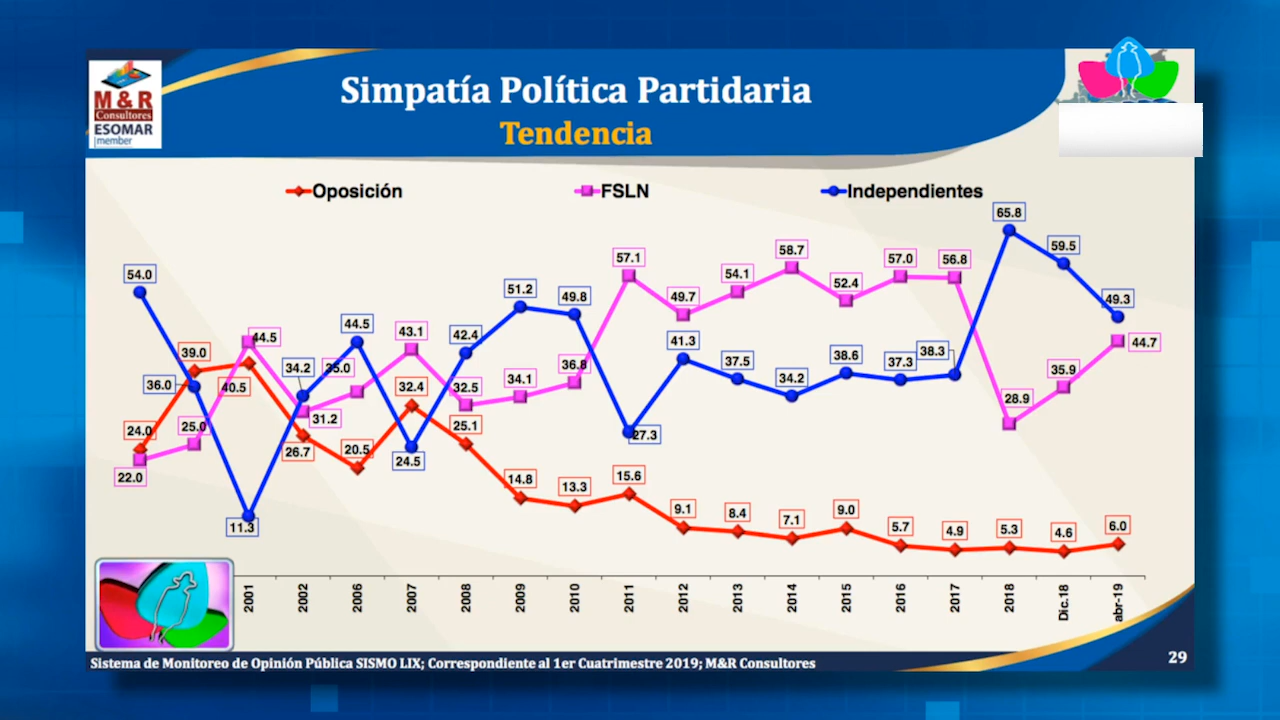 M & R
Consultores
ESOMAR
member
Simpatía Política Partidaria
Tendencia
Oposición FSLN Independientes
54.0 36.0 11.3 34.2 44.5 24.5 42.4 51.2 49.8 27.3 41.3 37.5 34.2 38.6 37.3 38.3 65.8 59.5 49.3
22.0 25.0 44.5 31.2 35.0 43.1 32.5 34.1 36.8 57.1 49.7 54.1 58.7 52.4 57.0 56.8 28.9 35.9 44.7
24.0 39.0 40.5 26.7 20.5 32.4 25.1 14.8 13.3 15.6 9.1 8.4 7.1 9.0 5.7 4.9 5.3 4.6 6.0
2001 2002 2006 2007 2008 2009 2010 2011 2012 2013 2014 2015 2016 2017 2018 Dic.18 abr-19
Sistema de Monitoreo de Opinión Pública SISMO LIX; Correspondiente al 1er Cuatrimestre 2019; M&R Consultores
29